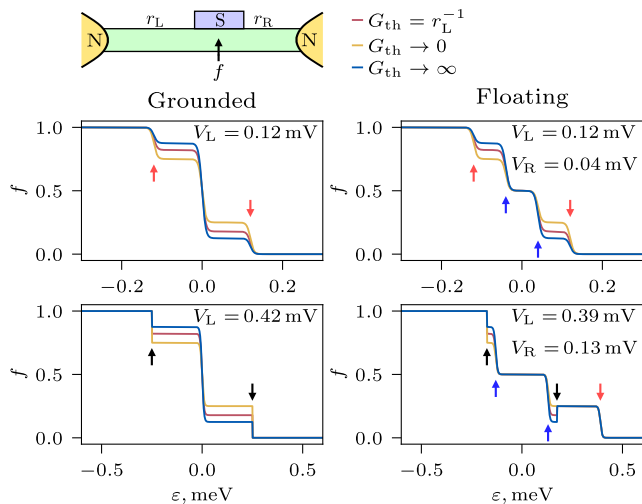 r_L S r_R
N N
f
G_th = r_L^{-1}
G_th → 0
G_th → ∞
Grounded Floating
V_L = 0.12 mV
1.0
0.5
0.0
f
−0.2 0.0 0.2
V_L = 0.12 mV
V_R = 0.04 mV
1.0
0.5
0.0
f
−0.2 0.0 0.2
V_L = 0.42 mV
1.0
0.5
0.0
f
−0.5 0.0 0.5
ε, meV
V_L = 0.39 mV
V_R = 0.13 mV
1.0
0.5
0.0
f
−0.5 0.0 0.5
ε, meV